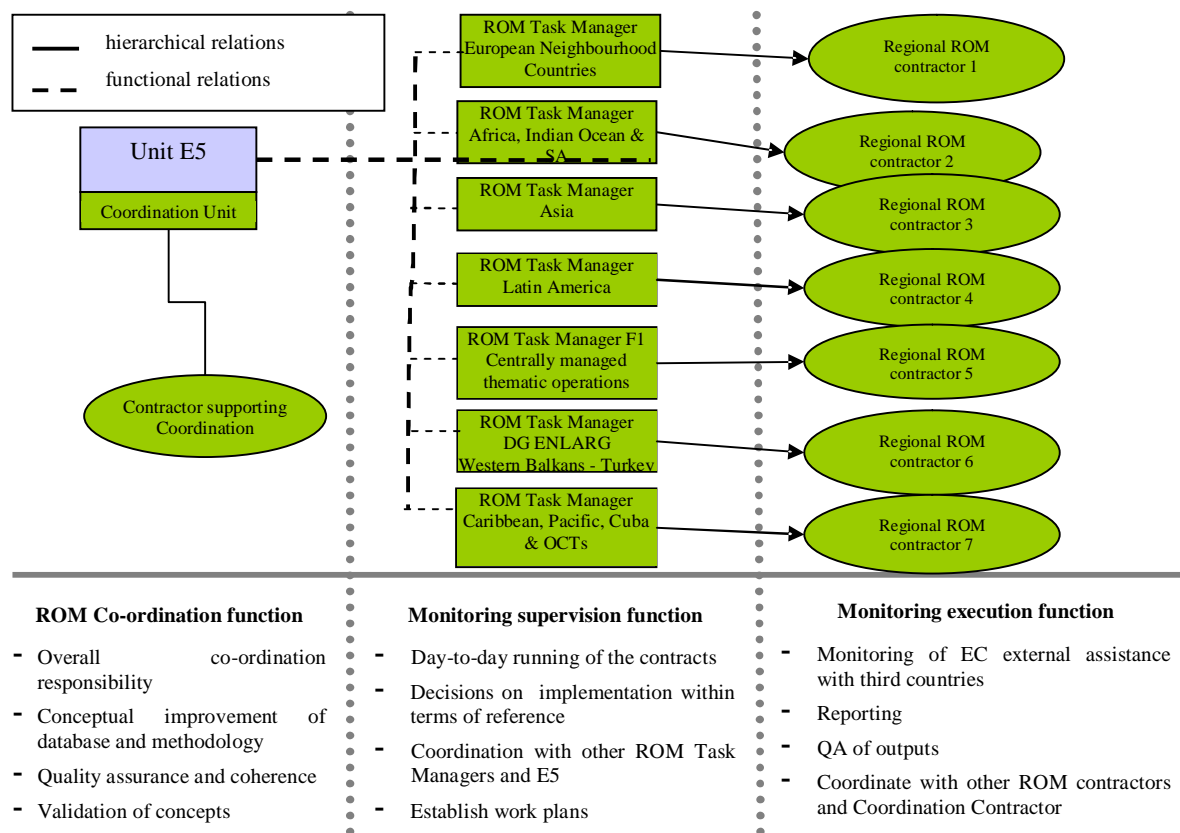 hierarchical relations
functional relations
Unit E5
Coordination Unit
Contractor supporting
Coordination
ROM Task Manager
European Neighbourhood
Countries
ROM Task Manager
Africa, Indian Ocean &
SA
ROM Task Manager
Asia
ROM Task Manager
Latin America
ROM Task Manager F1
Centrally managed
thematic operations
ROM Task Manager
DG ENLARG
Western Balkans - Turkey
ROM Task Manager
Caribbean, Pacific, Cuba
& OCTs
Regional ROM
contractor 1
Regional ROM
contractor 2
Regional ROM
contractor 3
Regional ROM
contractor 4
Regional ROM
contractor 5
Regional ROM
contractor 6
Regional ROM
contractor 7
ROM Co-ordination function
- Overall co-ordination
responsibility
- Conceptual improvement of
database and methodology
- Quality assurance and coherence
- Validation of concepts
Monitoring supervision function
- Day-to-day running of the contracts
- Decisions on implementation within
terms of reference
- Coordination with other ROM Task
Managers and E5
- Establish work plans
Monitoring execution function
- Monitoring of EC external assistance
with third countries
- Reporting
- QA of outputs
- Coordinate with other ROM contractors
and Coordination Contractor